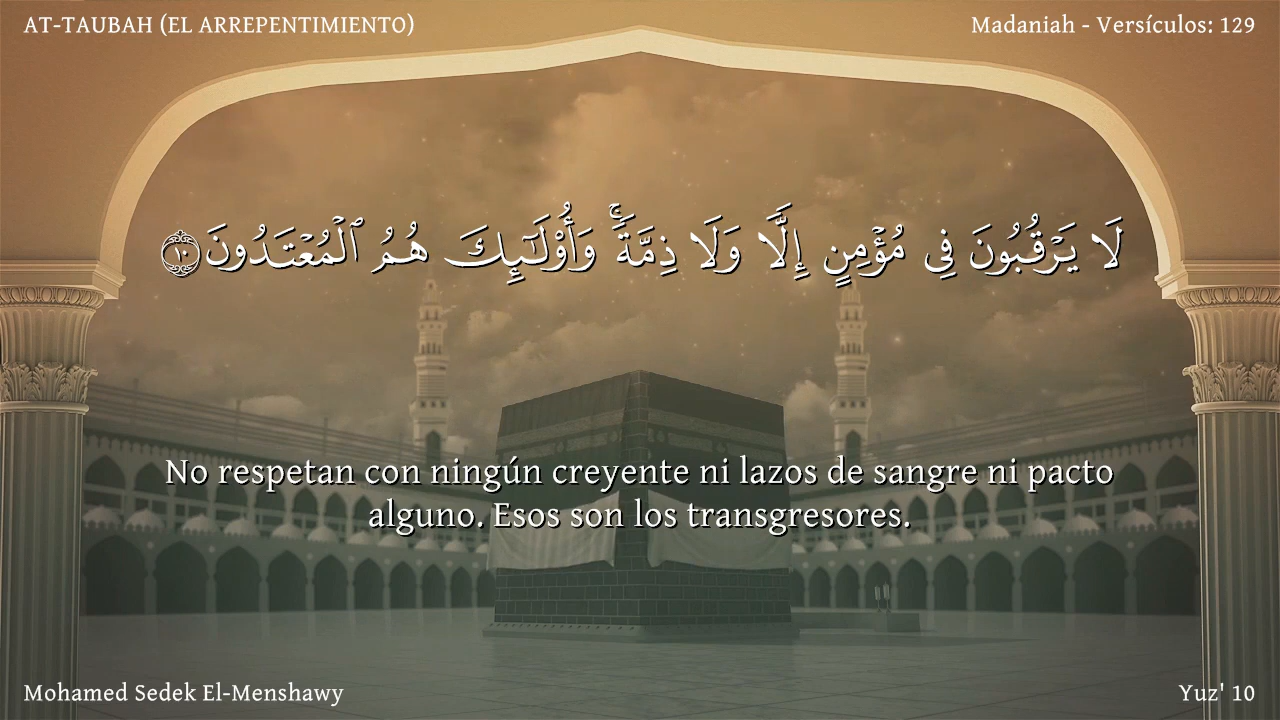 AT-TAUBAH (EL ARREPENTIMIENTO)
Madaniah - Versículos: 129
لَا يَرۡقُبُونَ فِي مُؤۡمِنٍ إِلّٗا وَلَا ذِمَّةٗۚ وَأُوْلَٰٓئِكَ هُمُ ٱلۡمُعۡتَدُونَ ١٠
No respetan con ningún creyente ni lazos de sangre ni pacto
alguno. Esos son los transgresores.
Mohamed Sedek El-Menshawy
Yuz' 10